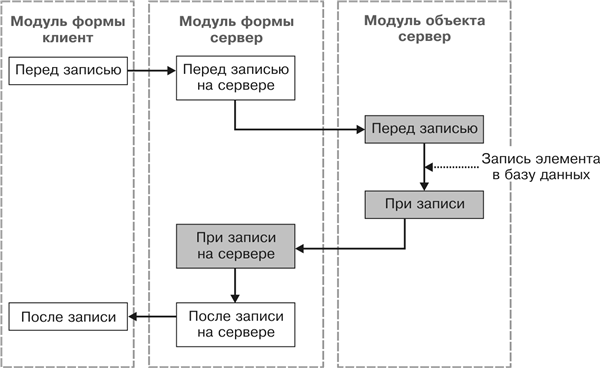 Модуль формы
клиент
Модуль формы
сервер
Модуль объекта
сервер
Перед записью
Перед записью
на сервере
Перед записью
Запись элемента
в базу данных
При записи
При записи
на сервере
После записи
После записи
на сервере